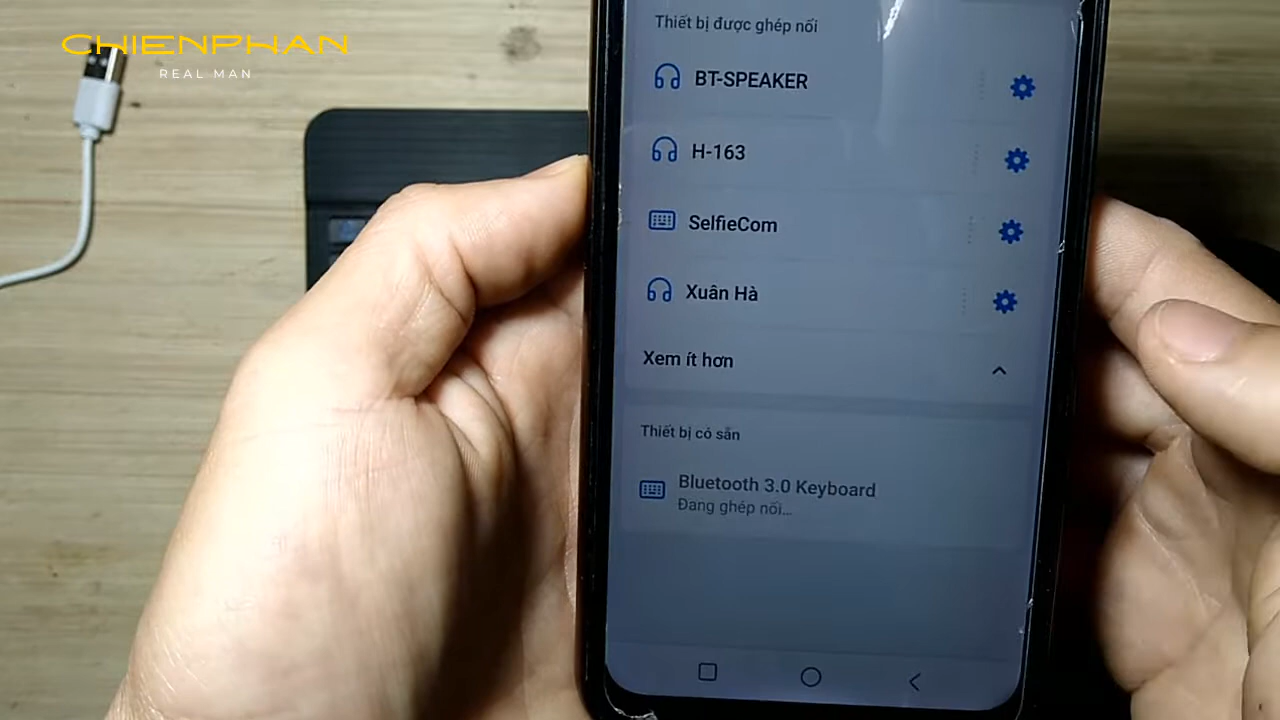 CHIENPHAN
REAL MAN
Thiết bị được ghép nối
BT-SPEAKER
H-163
SelfieCom
Xuân Hà
Xem ít hơn
Thiết bị có sẵn
Bluetooth 3.0 Keyboard
Đang ghép nối...